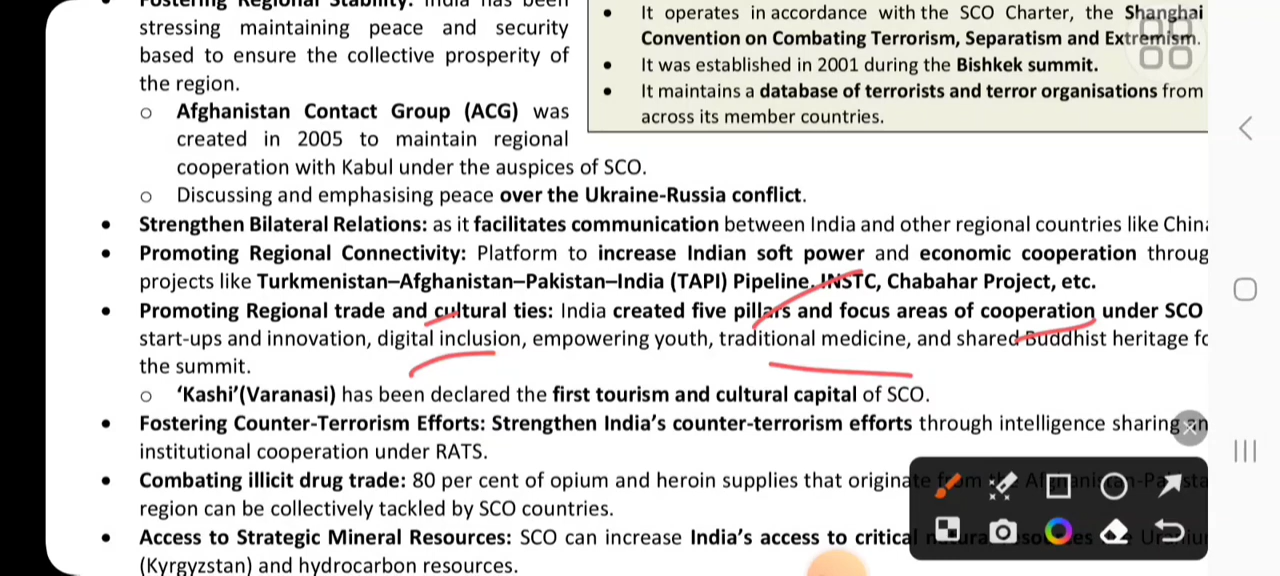 Fostering Regional Stability: India has been
stressing maintaining peace and security
based to ensure the collective prosperity of
the region.
o Afghanistan Contact Group (ACG) was
created in 2005 to maintain regional
cooperation with Kabul under the auspices of SCO.
o Discussing and emphasising peace over the Ukraine-Russia conflict.
• It operates in accordance with the SCO Charter, the Shanghai
Convention on Combating Terrorism, Separatism and Extremism.
• It was established in 2001 during the Bishkek summit.
• It maintains a database of terrorists and terror organisations from
across its member countries.
• Strengthen Bilateral Relations: as it facilitates communication between India and other regional countries like
• Promoting Regional Connectivity: Platform to increase Indian soft power and economic cooperation throug
projects like Turkmenistan–Afghanistan–Pakistan–India (TAPI) Pipeline, INSTC, Chabahar Project, etc.
• Promoting Regional trade and cultural ties: India created five pillars and focus areas of cooperation under SCO
start-ups and innovation, digital inclusion, empowering youth, traditional medicine, and shared Buddhist heritage
the summit.
o 'Kashi'(Varanasi) has been declared the first tourism and cultural capital of SCO.
• Fostering Counter-Terrorism Efforts: Strengthen India's counter-terrorism efforts through intelligence sharing
institutional cooperation under RATS.
• Combating illicit drug trade: 80 per cent of opium and heroin supplies that originate
region can be collectively tackled by SCO countries.
• Access to Strategic Mineral Resources: SCO can increase India's access to critical
(Kyrgyzstan) and hydrocarbon resources.